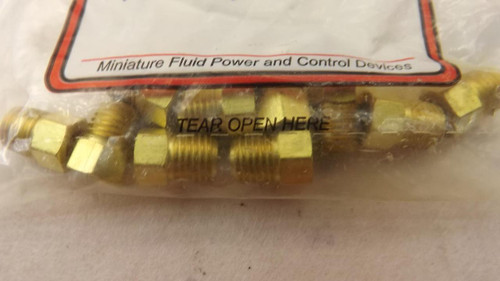 Miniature Fluid Power and Control Devices
TEAR OPEN HERE